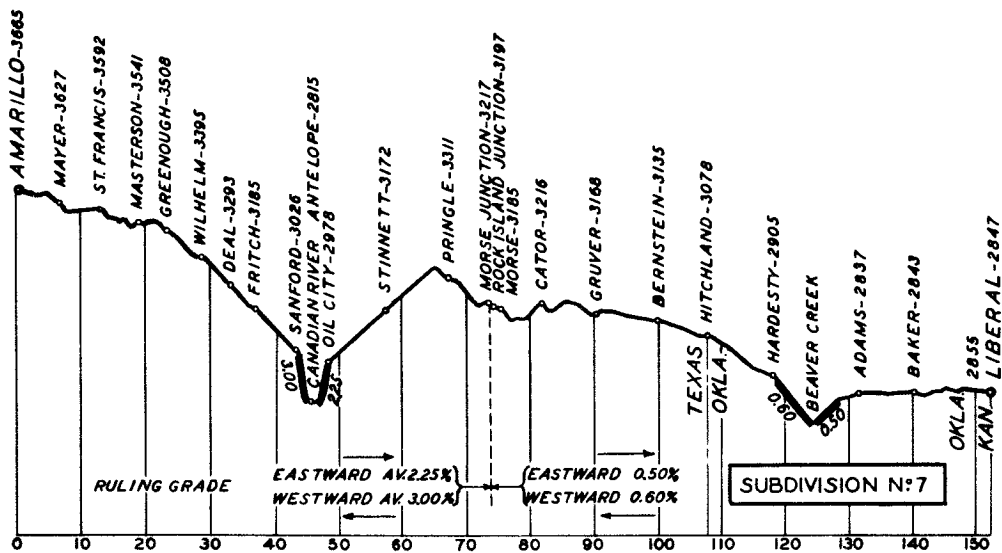 AMARILLO-3665
MAYER-3627
ST. FRANCIS-3592
MASTERSON-3541
GREENOUGH-3508
WILHELM-3395
DEAL-3293
FRITCH-3185
SANFORD-3026
CANADIAN RIVER ANTELOPE-2815
OIL CITY-2978
STINNETT-3172
PRINGLE-3311
MORSE JUNCTION-3217
ROCK ISLAND JUNCTION-3197
MORSE-3185
CATOR-3216
GRUVER-3168
BERNSTEIN-3135
HITCHLAND-3078
HARDESTY-2905
BEAVER CREEK
ADAMS-2837
BAKER-2843
2855
LIBERAL-2847
3.00
2.25
TEXAS
OKLA.
0.60
0.50
OKLA.
KAN.
RULING GRADE
EASTWARD AV. 2.25%
WESTWARD AV. 3.00%
EASTWARD 0.50%
WESTWARD 0.60%
SUBDIVISION Nº 7
0 10 20 30 40 50 60 70 80 90 100 110 120 130 140 150